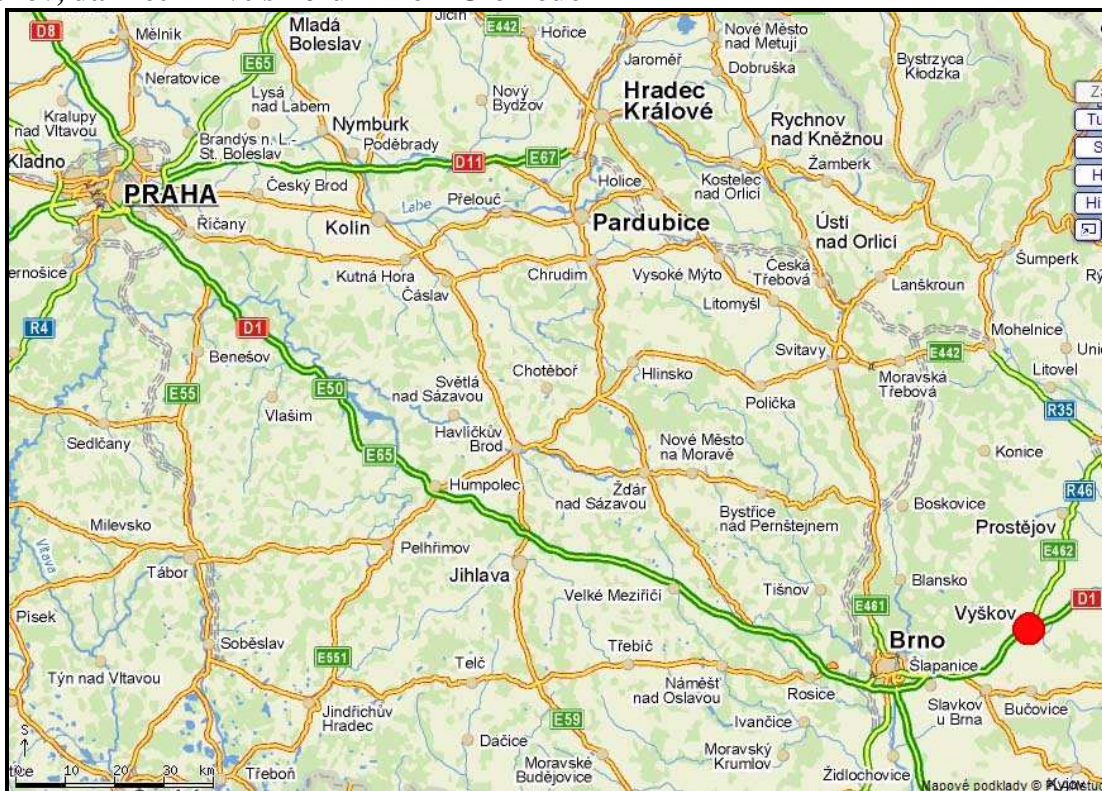 D8
Mělník
Mladá
Boleslav
E442
Jičín
Hořice
Nové Město
nad Metují
Jaroměř
Dobruška
Bystrzyca
Kłodzka
E65
Neratovice
Lysá
nad Labem
Nový
Bydžov
Hradec
Králové
Kralupy
nad Vltavou
Brandýs n. L.-
St. Boleslav
Nymburk
Poděbrady
D11
E67
Rychnov
nad Kněžnou
Žamberk
Kladno
PRAHA
Český Brod
Přelouč
Labe
Holice
Kostelec
nad Orlicí
Říčany
Kolín
Pardubice
Ústí
nad Orlicí
Kutná Hora
Čáslav
Chrudim
Vysoké Mýto
Česká
Třebová
Litomyšl
Lanškroun
Šumperk
R4
D1
Benešov
Mohelnice
E442
Svitavy
Moravská
Třebová
Litovel
E50
E55
Vlašim
Světlá
nad Sázavou
Chotěboř
Hlinsko
Polička
R35
Sedlčany
E65
Havlíčkův
Brod
Nové Město
na Moravě
Konice
Humpolec
Žďár
nad Sázavou
Bystřice
nad Pernštejnem
Boskovice
R46
Prostějov
Milevsko
Vltava
Tábor
Pelhřimov
Jihlava
E462
Velké Meziříčí
Tišnov
Blansko
D1
Písek
Vyškov
E461
Brno
Soběslav
E551
Telč
Třebíč
Šlapanice
Týn nad Vltavou
Náměšť
nad Oslavou
Rosice
Slavkov
u Brna
Bučovice
Jindřichův
Hradec
E59
Ivančice
Dačice
Moravský
Krumlov
S
10 20 30 km
Třeboň
Moravské
Budějovice
Židlochovice
Mapové podklady ©